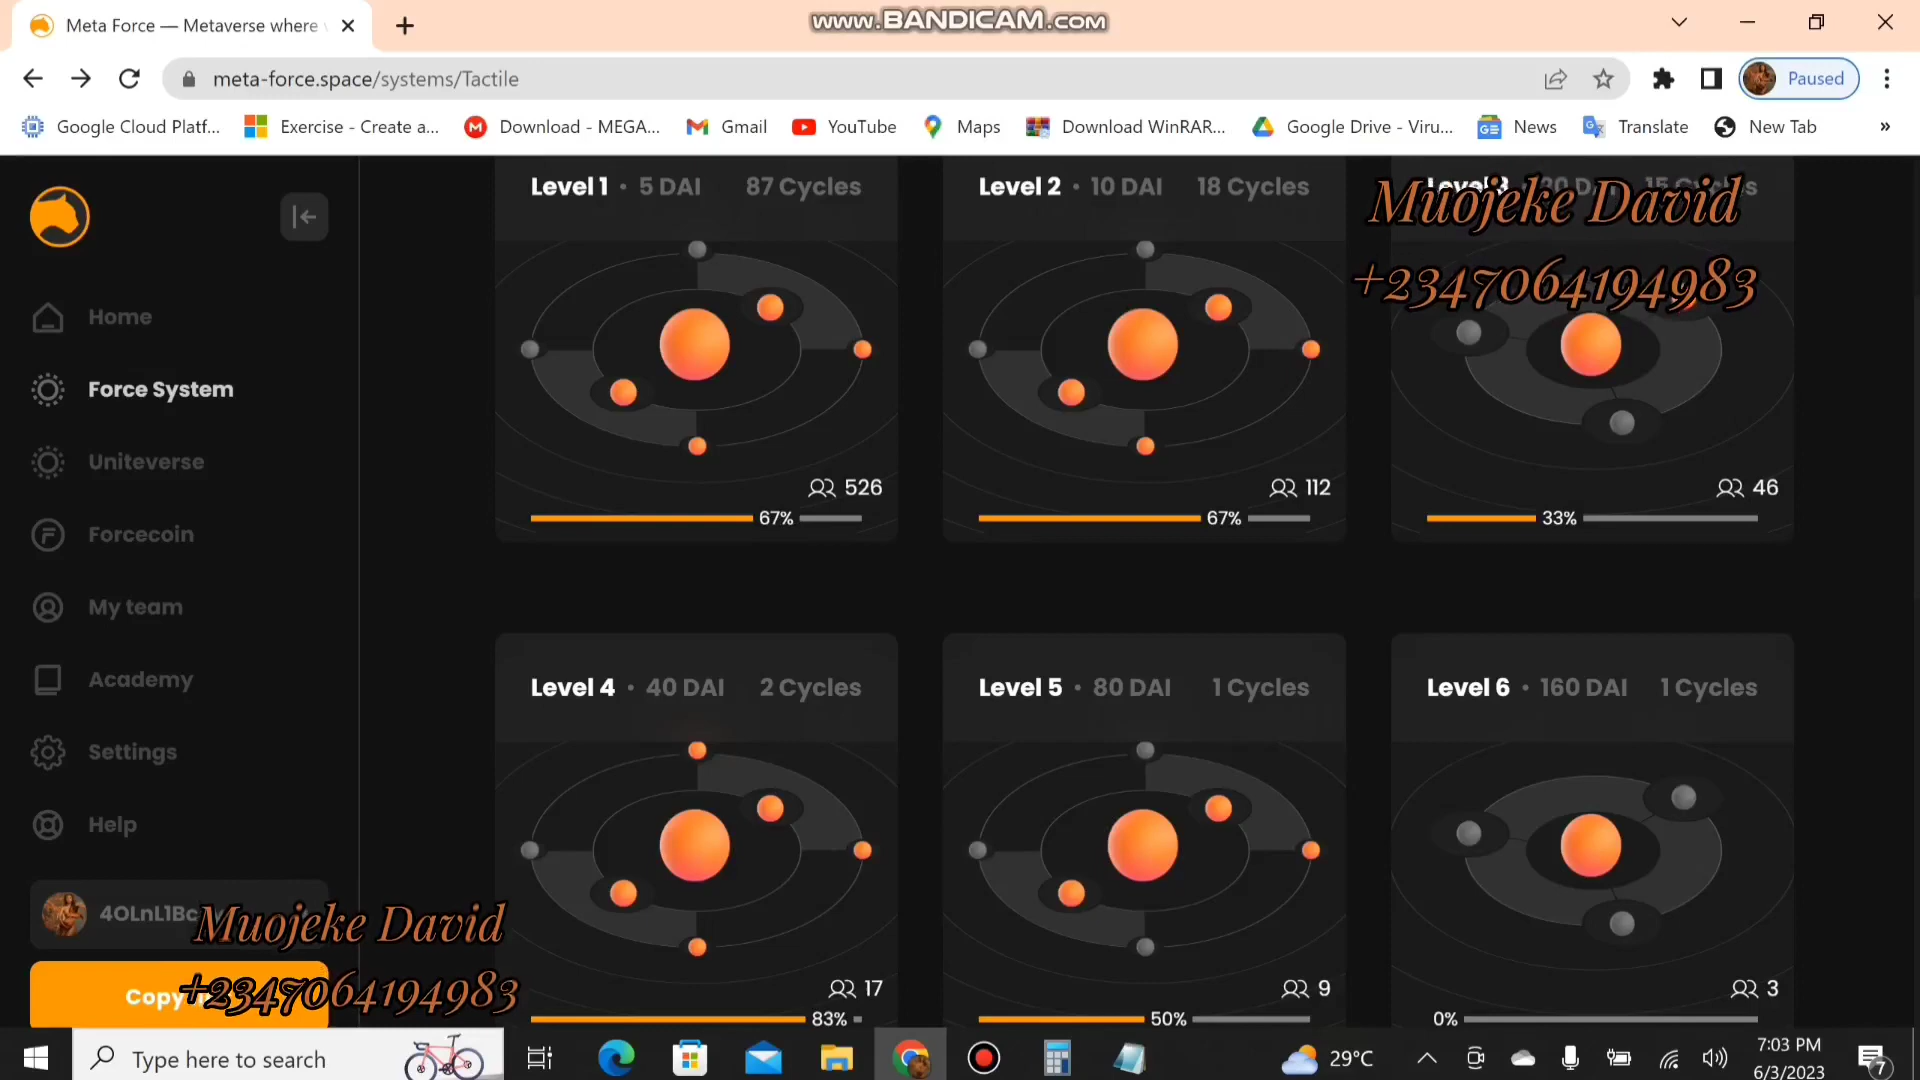 Meta Force — Metaverse where
www.BANDICAM.com
meta-force.space/systems/Tactile
Paused
Google Cloud Platf...
Exercise - Create a...
Download - MEGA...
Gmail
YouTube
Maps
Download WinRAR...
Google Drive - Viru...
News
Translate
New Tab
»
Home
Force System
Uniteverse
Forcecoin
My team
Academy
Settings
Help
4OLnL1Bc
Copy
Muojeke David
+2347064194983
Level 1 • 5 DAI 87 Cycles
526
67%
Level 2 • 10 DAI 18 Cycles
112
67%
15 Cycles
Muojeke David
+2347064194983
46
33%
Level 4 • 40 DAI 2 Cycles
17
83%
Level 5 • 80 DAI 1 Cycles
9
50%
Level 6 • 160 DAI 1 Cycles
3
0%
Type here to search
29°C
7:03 PM
6/3/2023
7